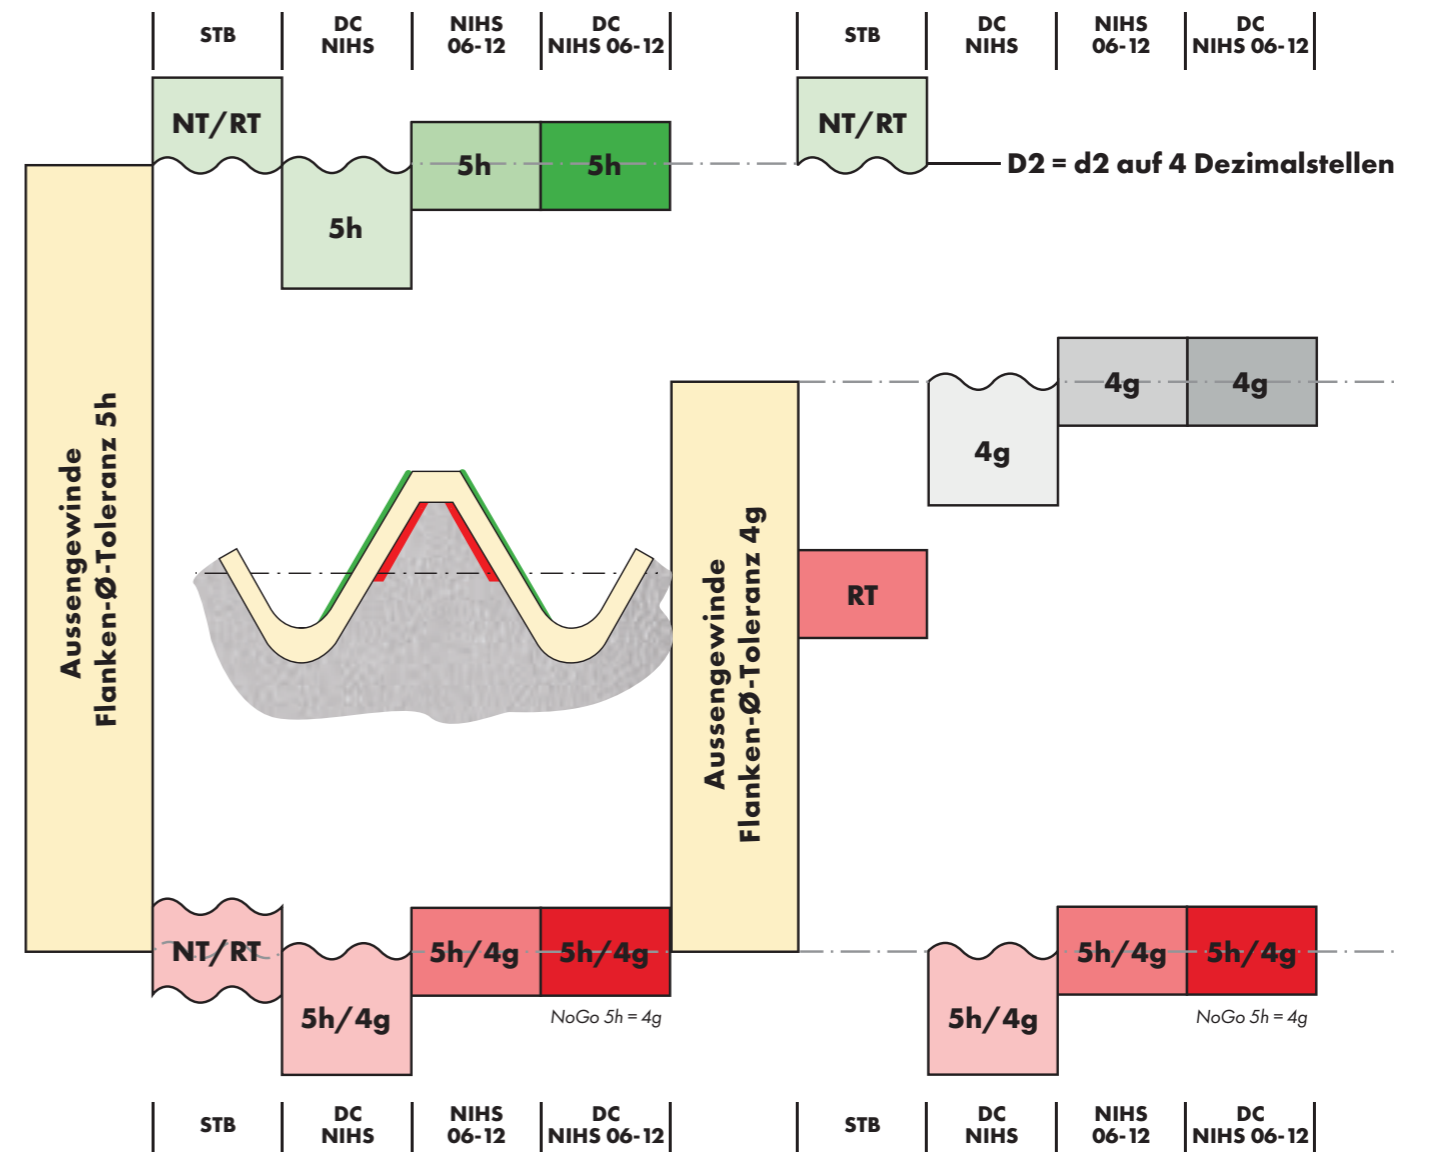 STB
DC
NIHS
NIHS
06-12
DC
NIHS 06-12
STB
DC
NIHS
NIHS
06-12
DC
NIHS 06-12
NT/RT
5h
5h
5h
NT/RT
D2 = d2 auf 4 Dezimalstellen
4g
4g
4g
Aussengewinde
Flanken-Ø-Toleranz 5h
Aussengewinde
Flanken-Ø-Toleranz 4g
RT
NT/RT
5h/4g
5h/4g
5h/4g
NoGo 5h = 4g
5h/4g
5h/4g
5h/4g
NoGo 5h = 4g
STB
DC
NIHS
NIHS
06-12
DC
NIHS 06-12
STB
DC
NIHS
NIHS
06-12
DC
NIHS 06-12